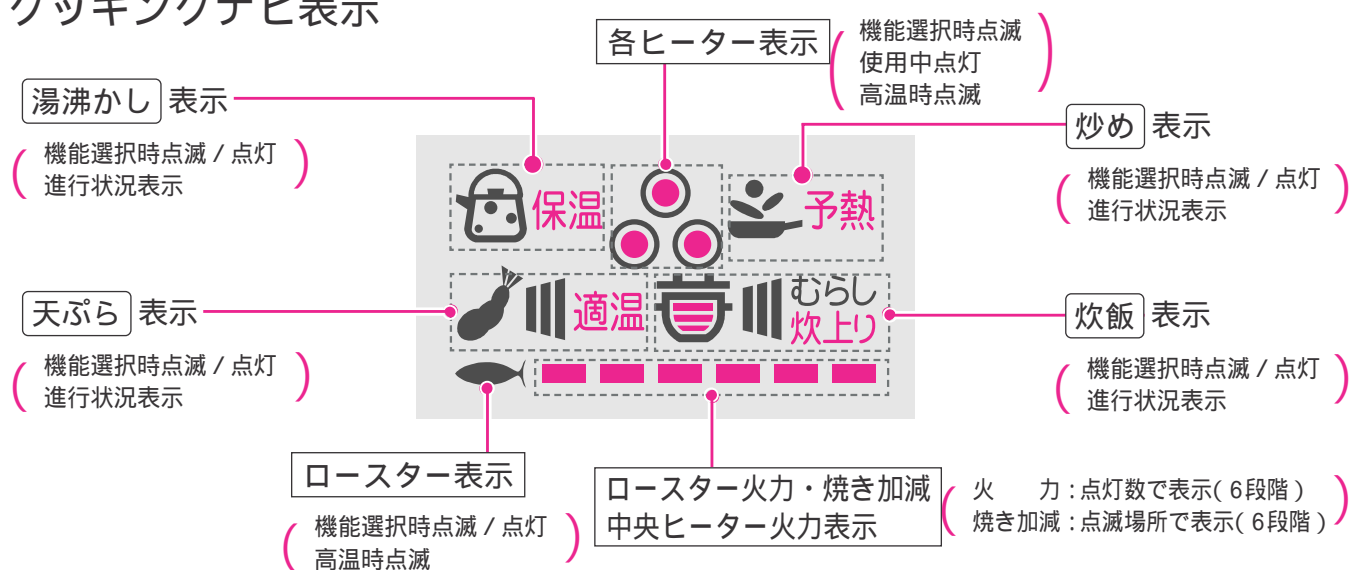 クッキングナビ表示
各ヒーター表示
機能選択時点滅
使用中点灯
高温時点滅
湯沸かし 表示
機能選択時点滅 / 点灯
進行状況表示
炒め 表示
機能選択時点滅 / 点灯
進行状況表示
保温
予熱
天ぷら 表示
機能選択時点滅 / 点灯
進行状況表示
適温
むらし
炊上り
炊飯 表示
機能選択時点滅 / 点灯
進行状況表示
ロースター表示
機能選択時点滅 / 点灯
高温時点滅
ロースター火力・焼き加減
中央ヒーター火力表示
火　　力 : 点灯数で表示( 6段階 )
焼き加減 : 点滅場所で表示( 6段階 )